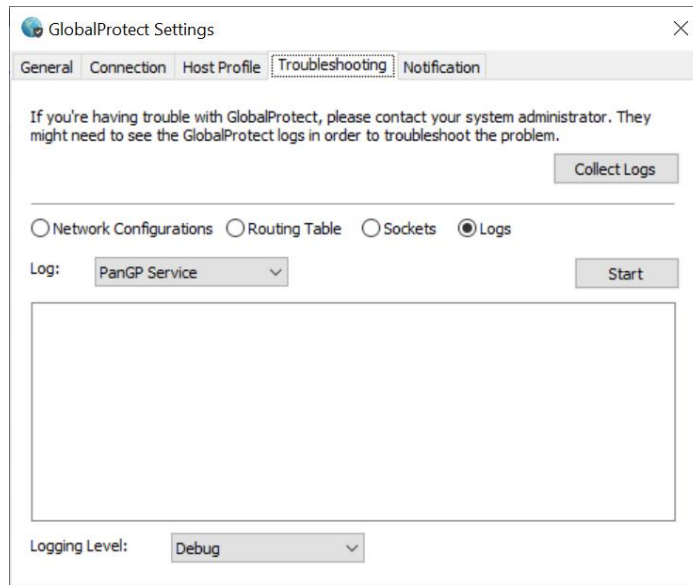 GlobalProtect Settings
General Connection Host Profile Troubleshooting Notification
If you're having trouble with GlobalProtect, please contact your system administrator. They
might need to see the GlobalProtect logs in order to troubleshoot the problem.
Collect Logs
Network Configurations Routing Table Sockets Logs
Log: PanGP Service Start
Logging Level: Debug